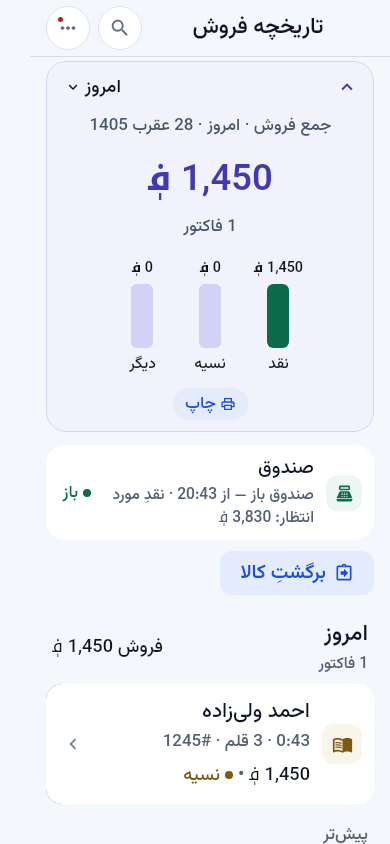 تاریخچه فروش
امروز
جمع فروش · امروز · 28 عقرب 1405
1,450 ؋
1 فاکتور
1,450 ؋
0 ؋
0 ؋
نقد
نسیه
دیگر
چاپ
صندوق
صندوق باز — از 20:43 · نقدِ مورد
انتظار: 3,830 ؋
باز
برگشتِ کالا
امروز
فروش 1,450 ؋
1 فاکتور
احمد ولی‌زاده
0:43 · 3 قلم · #1245
1,450 ؋ • نسیه
پیش‌تر